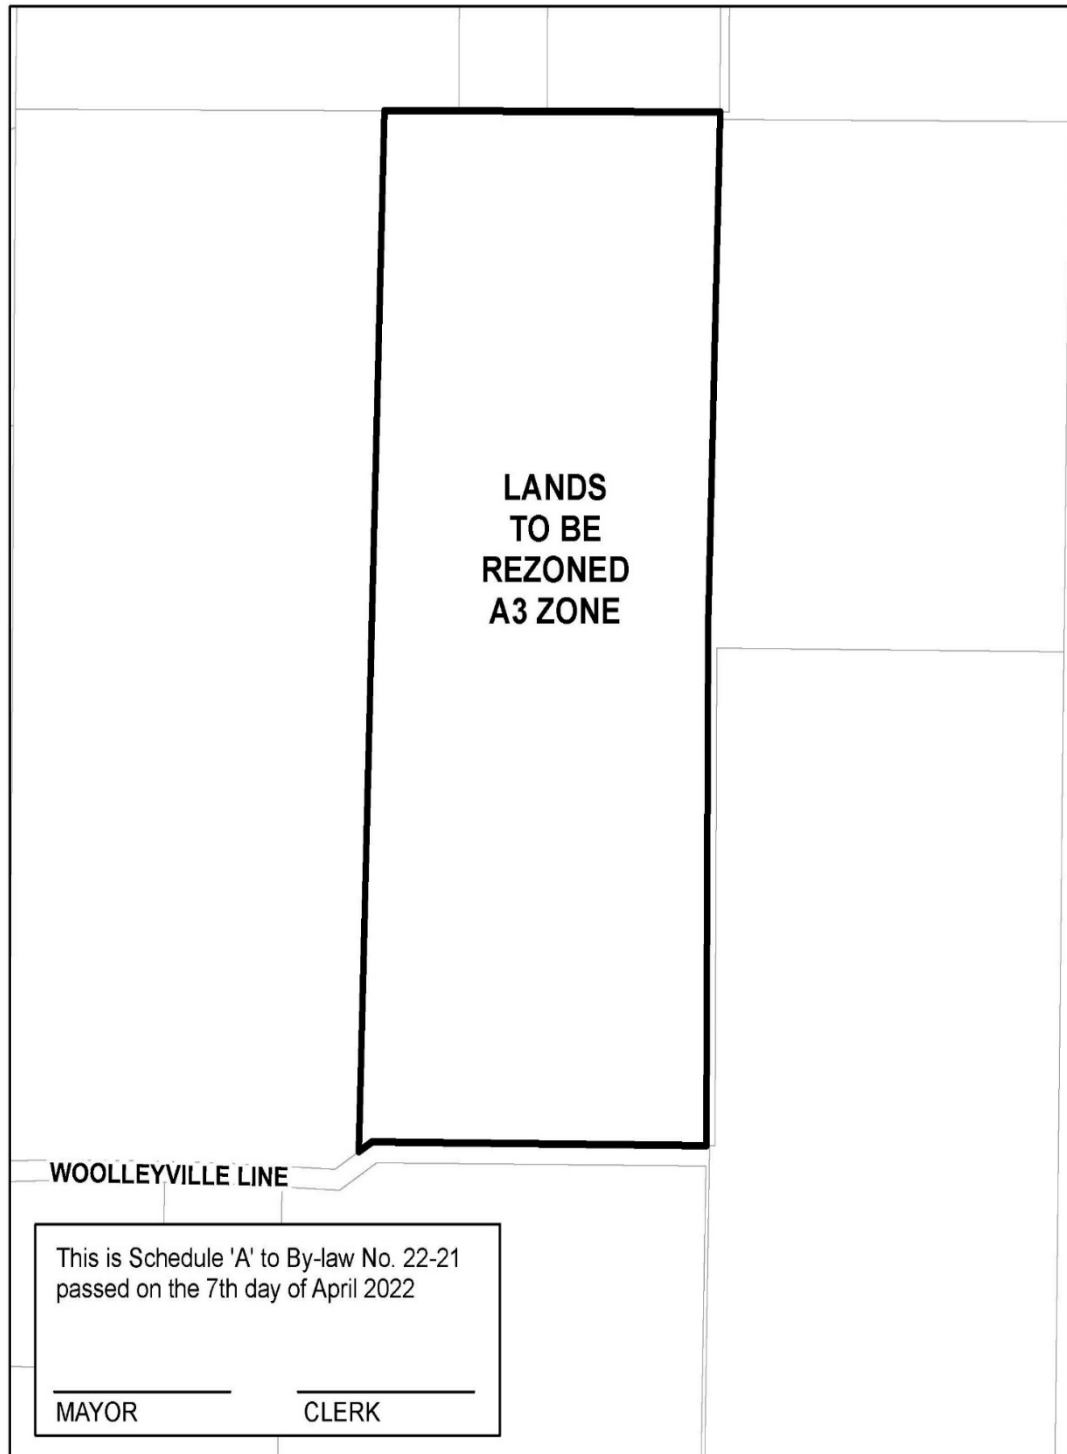 LANDS
TO BE
REZONED
A3 ZONE
WOOLLEYVILLE LINE
This is Schedule 'A' to By-law No. 22-21
passed on the 7th day of April 2022
MAYOR CLERK